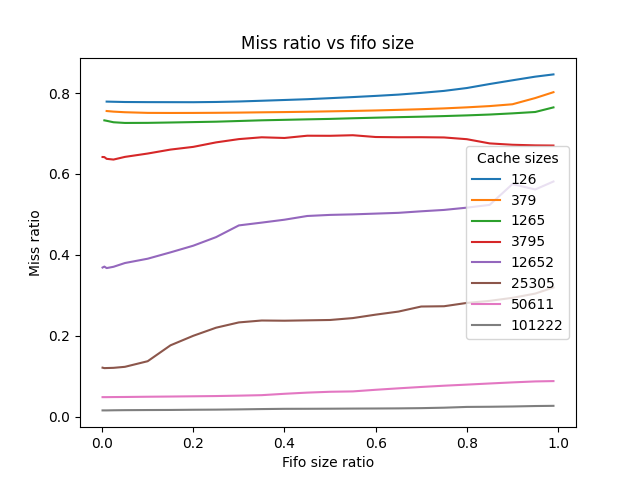 Miss ratio vs fifo size
Miss ratio
0.8
0.6
0.4
0.2
0.0
Cache sizes
126
379
1265
3795
12652
25305
50611
101222
0.0 0.2 0.4 0.6 0.8 1.0
Fifo size ratio